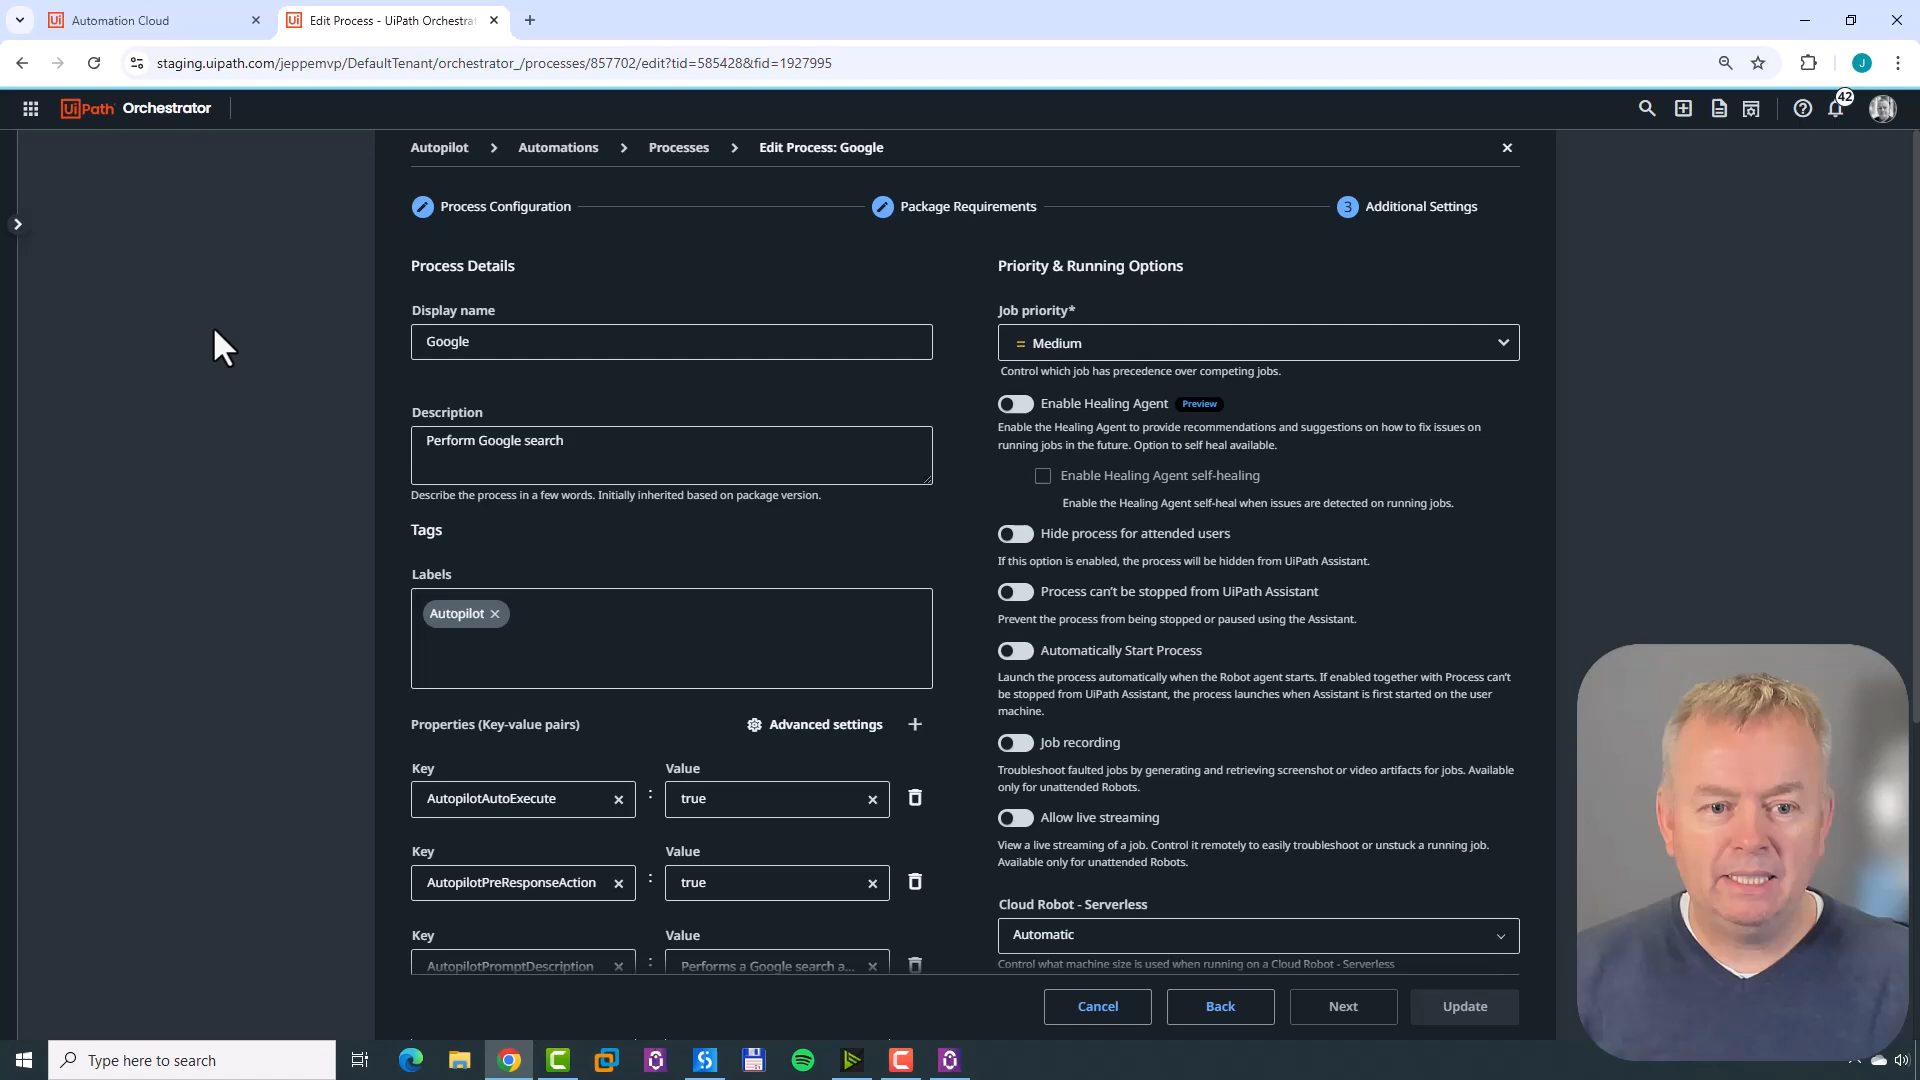 Automation Cloud
Edit Process - UiPath Orchestra
staging.uipath.com/jeppemvp/DefaultTenant/orchestrator_/processes/857702/edit?tid=585428&fid=1927995
J
UiPath Orchestrator
42
Autopilot > Automations > Processes > Edit Process: Google
Process Configuration
Package Requirements
3 Additional Settings
Process Details
Display name
Google
Description
Perform Google search
Describe the process in a few words. Initially inherited based on package version.
Tags
Labels
Autopilot
Properties (Key-value pairs)
Advanced settings
Key
Value
AutopilotAutoExecute
:
true
Key
Value
AutopilotPreResponseAction
:
true
Key
Value
AutopilotPromptDescription
:
Performs a Google search a...
Priority & Running Options
Job priority*
= Medium
Control which job has precedence over competing jobs.
Enable Healing Agent Preview
Enable the Healing Agent to provide recommendations and suggestions on how to fix issues on
running jobs in the future. Option to self heal available.
Enable Healing Agent self-healing
Enable the Healing Agent self-heal when issues are detected on running jobs.
Hide process for attended users
If this option is enabled, the process will be hidden from UiPath Assistant.
Process can't be stopped from UiPath Assistant
Prevent the process from being stopped or paused using the Assistant.
Automatically Start Process
Launch the process automatically when the Robot agent starts. If enabled together with Process can't
be stopped from UiPath Assistant, the process launches when Assistant is first started on the user
machine.
Job recording
Troubleshoot faulted jobs by generating and retrieving screenshot or video artifacts for jobs. Available
only for unattended Robots.
Allow live streaming
View a live streaming of a job. Control it remotely to easily troubleshoot or unstuck a running job.
Available only for unattended Robots.
Cloud Robot - Serverless
Automatic
Control what machine size is used when running on a Cloud Robot - Serverless
Cancel
Back
Next
Update
Type here to search